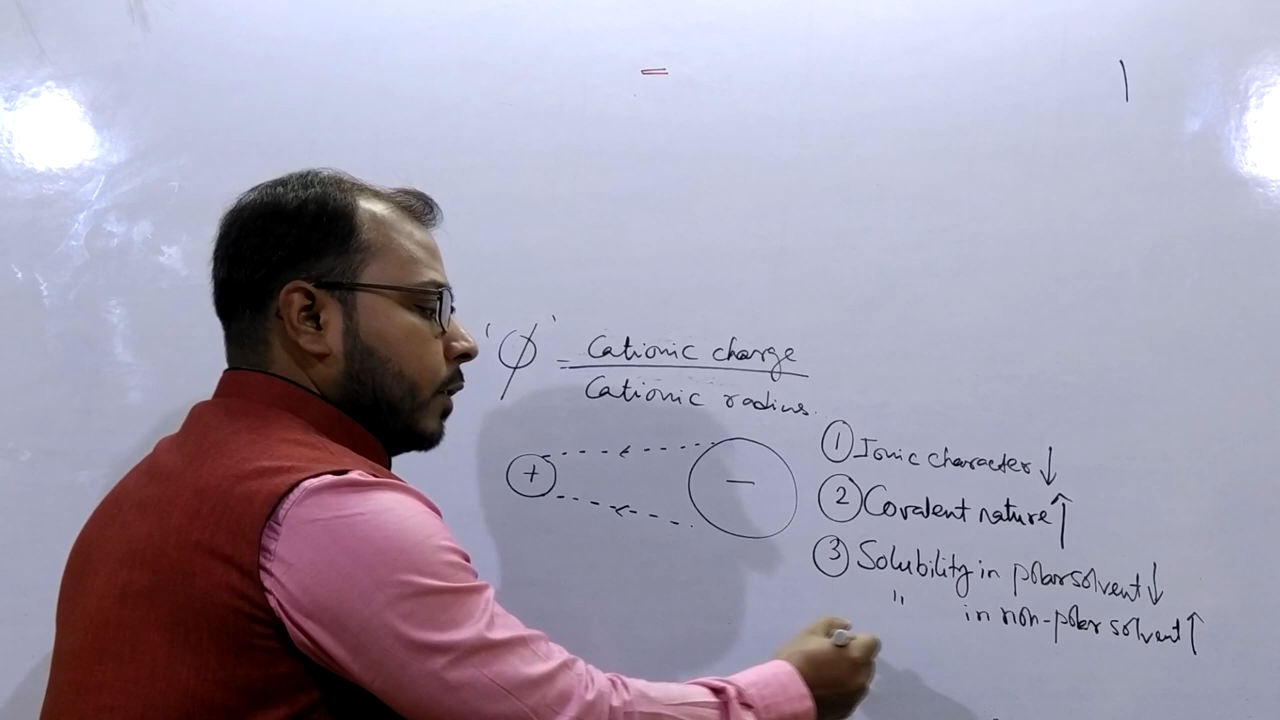 =
|
'ϕ' = Cationic charge
Cationic radius.
+
−
① Ionic character ↓
② Covalent nature ↑
③ Solubility in polar solvent ↓
" in non-polar solvent ↑